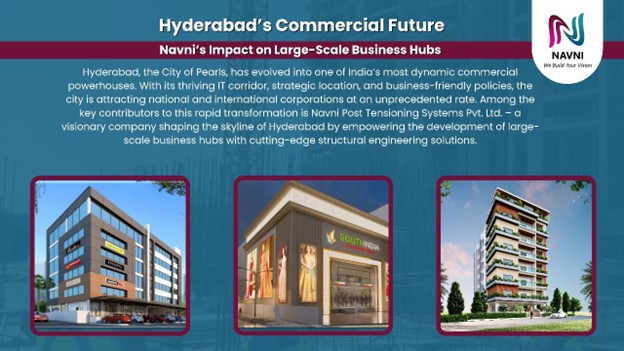 Hyderabad's Commercial Future
Navni's Impact on Large-Scale Business Hubs
NAVNI
We Build Your Vision
Hyderabad, the City of Pearls, has evolved into one of India's most dynamic commercial
powerhouses. With its thriving IT corridor, strategic location, and business-friendly policies, the
city is attracting national and international corporations at an unprecedented rate. Among the
key contributors to this rapid transformation is Navni Post Tensioning Systems Pvt. Ltd. – a
visionary company shaping the skyline of Hyderabad by empowering the development of large-
scale business hubs with cutting-edge structural engineering solutions.
SOUTHINDIA